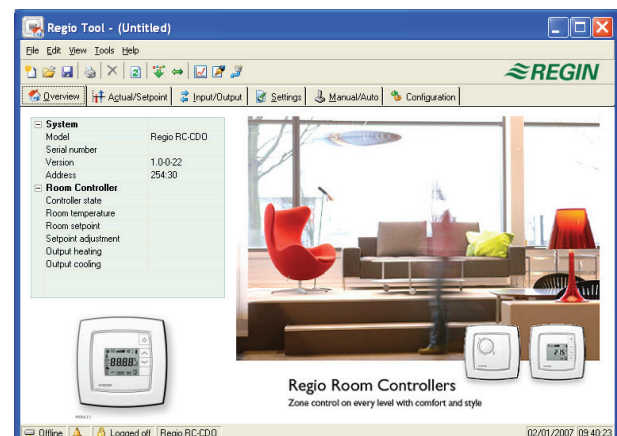 Regio Tool - (Untitled)
File Edit View Tools Help
REGIN
Overview Actual/Setpoint Input/Output Settings Manual/Auto Configuration
System
Model Regio RC-CDO
Serial number
Version 1.0-0-22
Address 254:30
Room Controller
Controller state
Room temperature
Room setpoint
Setpoint adjustment
Output heating
Output cooling
Regio Room Controllers
Zone control on every level with comfort and style
Offline Logged off Regio RC-CDO 02/01/2007 09:40:23